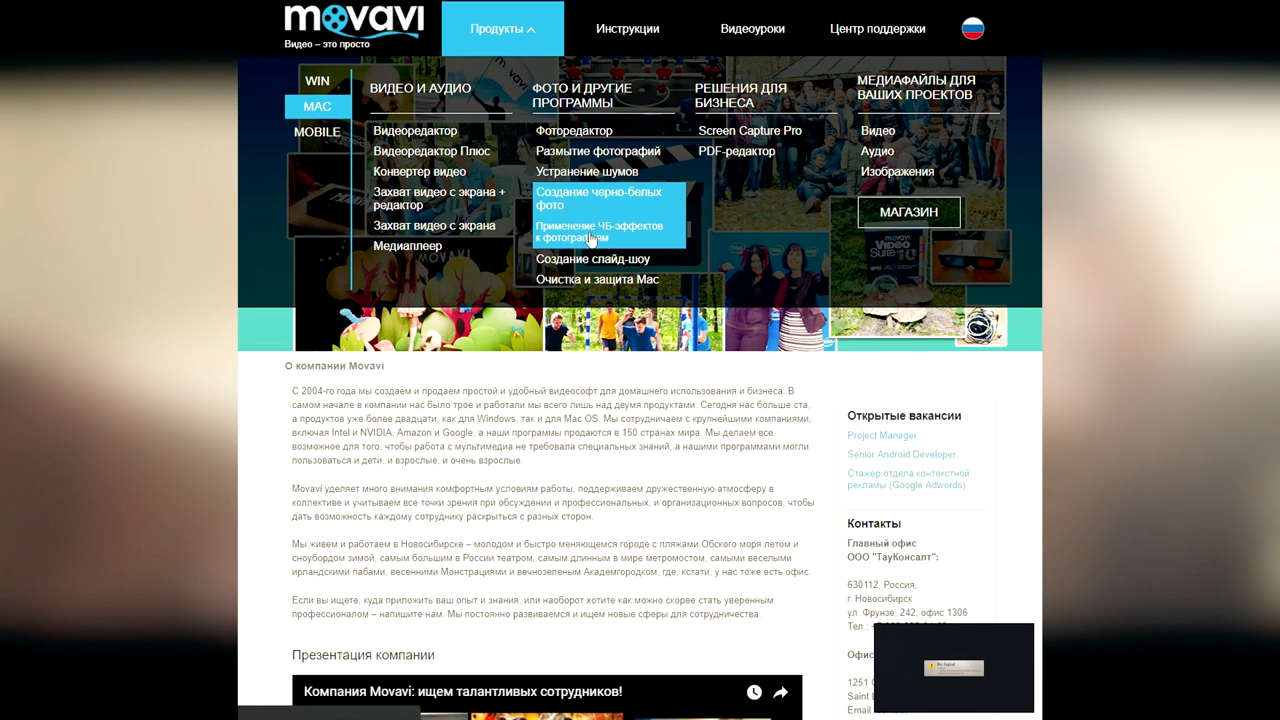 movavi
Видео – это просто
Продукты
Инструкции
Видеоуроки
Центр поддержки
WIN
MAC
MOBILE
ВИДЕО И АУДИО
Видеоредактор
Видеоредактор Плюс
Конвертер видео
Захват видео с экрана +
редактор
Захват видео с экрана
Медиаплеер
ФОТО И ДРУГИЕ
ПРОГРАММЫ
Фоторедактор
Размытие фотографий
Устранение шумов
Создание черно-белых
фото
Применение ЧБ-эффектов
к фотографиям
Создание слайд-шоу
Очистка и защита Mac
РЕШЕНИЯ ДЛЯ
БИЗНЕСА
Screen Capture Pro
PDF-редактор
МЕДИАФАЙЛЫ ДЛЯ
ВАШИХ ПРОЕКТОВ
Видео
Аудио
Изображения
МАГАЗИН
О компании Movavi
С 2004-го года мы создаем и продаем простой и удобный видеософт для домашнего использования и бизнеса. В
самом начале в компании нас было трое и работали мы всего лишь над двумя продуктами. Сегодня нас больше ста,
а продуктов уже более двадцати, как для Windows, так и для Mac OS. Мы сотрудничаем с крупнейшими компаниями,
включая Intel и NVIDIA, Amazon и Google, а наши программы продаются в 150 странах мира. Мы делаем все
возможное для того, чтобы работа с мультимедиа не требовала специальных знаний, а нашими программами могли
пользоваться и дети, и взрослые, и очень взрослые.
Movavi уделяет много внимания комфортным условиям работы, поддерживаем дружественную атмосферу в
коллективе и учитываем все точки зрения при обсуждении и профессиональных, и организационных вопросов, чтобы
дать возможность каждому сотруднику раскрыться с разных сторон.
Мы живем и работаем в Новосибирске – молодом и быстро меняющемся городе с пляжами Обского моря летом и
сноубордом зимой, самым большим в России театром, самым длинным в мире метромостом, самыми веселыми
ирландскими пабами, весенними Монстрациями и вечнозеленым Академгородком, где, кстати, у нас тоже есть офис.
Если вы ищете, куда приложить ваш опыт и знания, или наоборот хотите как можно скорее стать уверенным
профессионалом – напишите нам. Мы постоянно развиваемся и ищем новые сферы для сотрудничества.
Презентация компании
Компания Movavi: ищем талантливых сотрудников!
Открытые вакансии
Project Manager
Senior Android Developer
Стажер отдела контекстной
рекламы (Google Adwords)
Контакты
Главный офис
ООО "ТауКонсалт":
630112, Россия,
г. Новосибирск
ул. Фрунзе, 242, офис 1306
Тел.:
1251
Saint
Email
No Signal